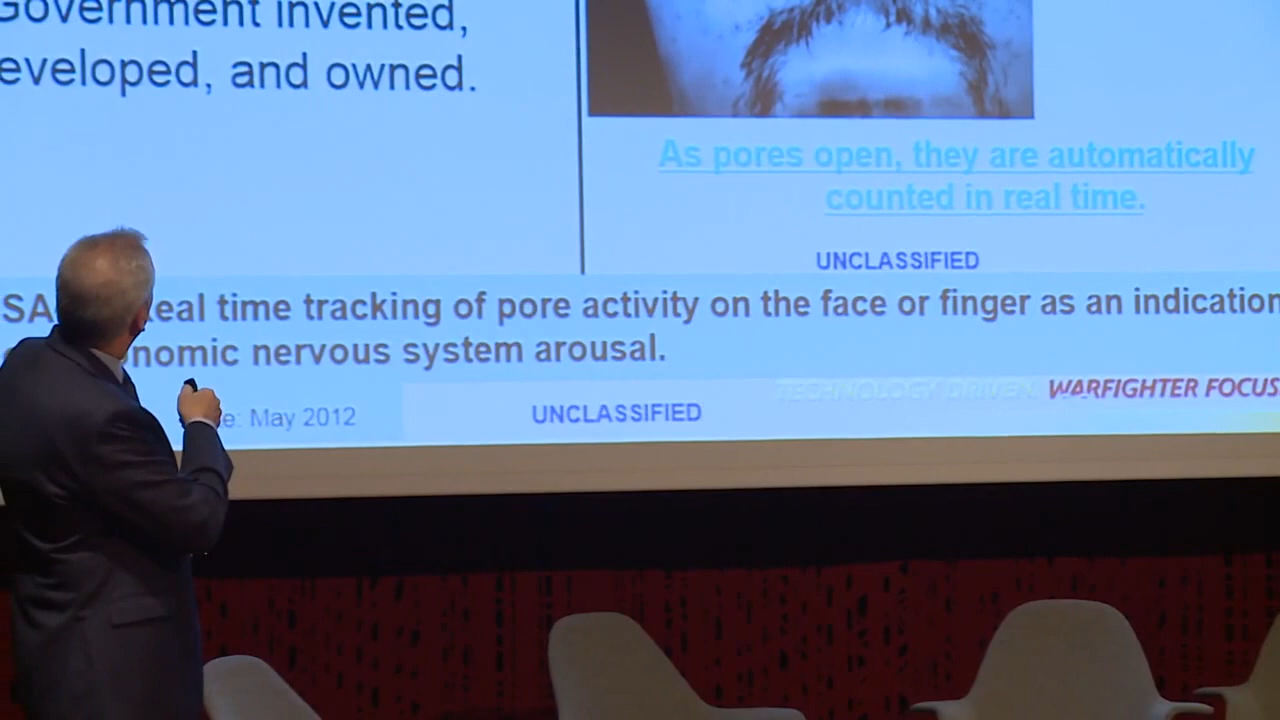 Government invented,
eveloped, and owned.
As pores open, they are automatically
counted in real time.
UNCLASSIFIED
SA eal time tracking of pore activity on the face or finger as an indication
nomic nervous system arousal.
e: May 2012
UNCLASSIFIED
TECHNOLOGY DRIVEN. WARFIGHTER FOCUS